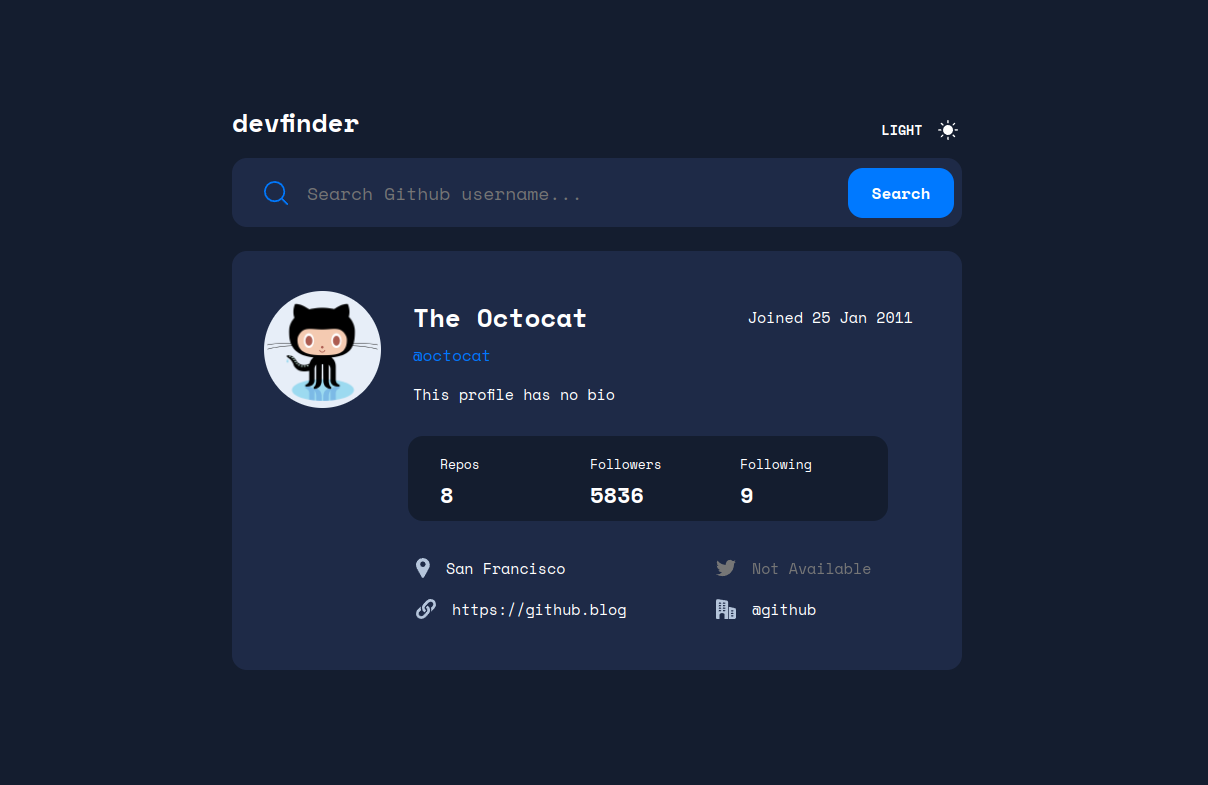 devfinder
LIGHT
Search Github username...
Search
The Octocat
Joined 25 Jan 2011
@octocat
This profile has no bio
Repos Followers Following
8 5836 9
San Francisco
Not Available
https://github.blog
@github